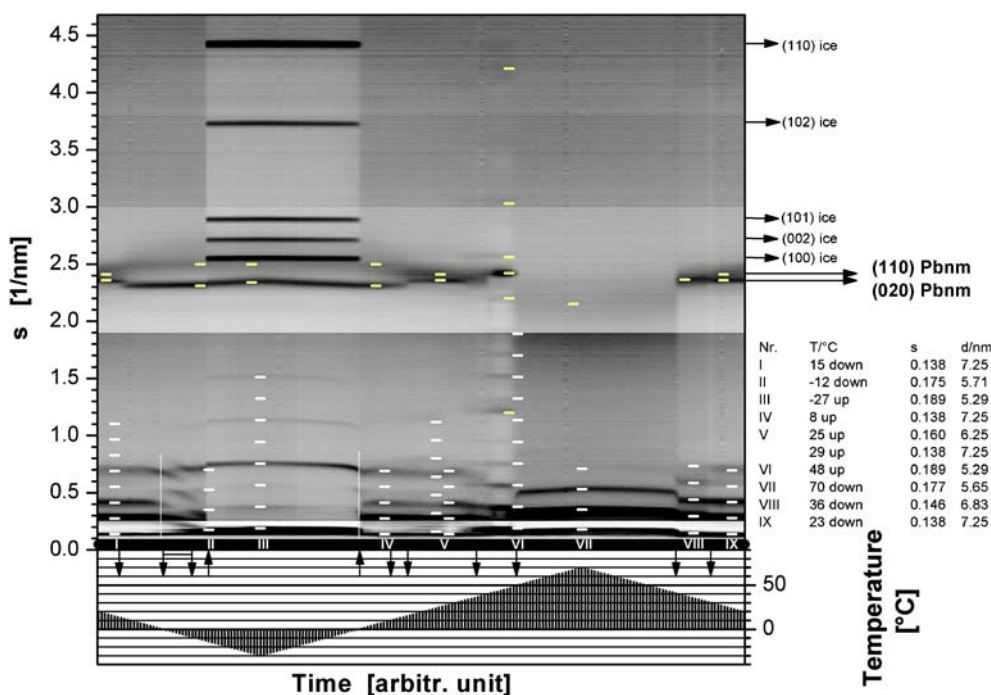 4.5
4.0
3.5
3.0
2.5
2.0
1.5
1.0
0.5
0.0
s [1/nm]
(110) ice
(102) ice
(101) ice
(002) ice
(100) ice
(110) Pbnm
(020) Pbnm
Nr. T/°C s d/nm
I 15 down 0.138 7.25
II -12 down 0.175 5.71
III -27 up 0.189 5.29
IV 8 up 0.138 7.25
V 25 up 0.160 6.25
29 up 0.138 7.25
VI 48 up 0.189 5.29
VII 70 down 0.177 5.65
VIII 36 down 0.146 6.83
IX 23 down 0.138 7.25
I II III IV V VI VII VIII IX
50
0
Temperature
[°C]
Time [arbitr. unit]